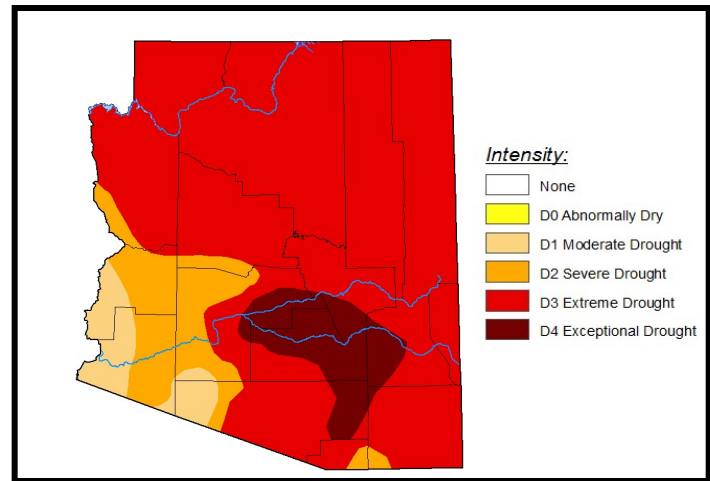 Intensity:
None
D0 Abnormally Dry
D1 Moderate Drought
D2 Severe Drought
D3 Extreme Drought
D4 Exceptional Drought